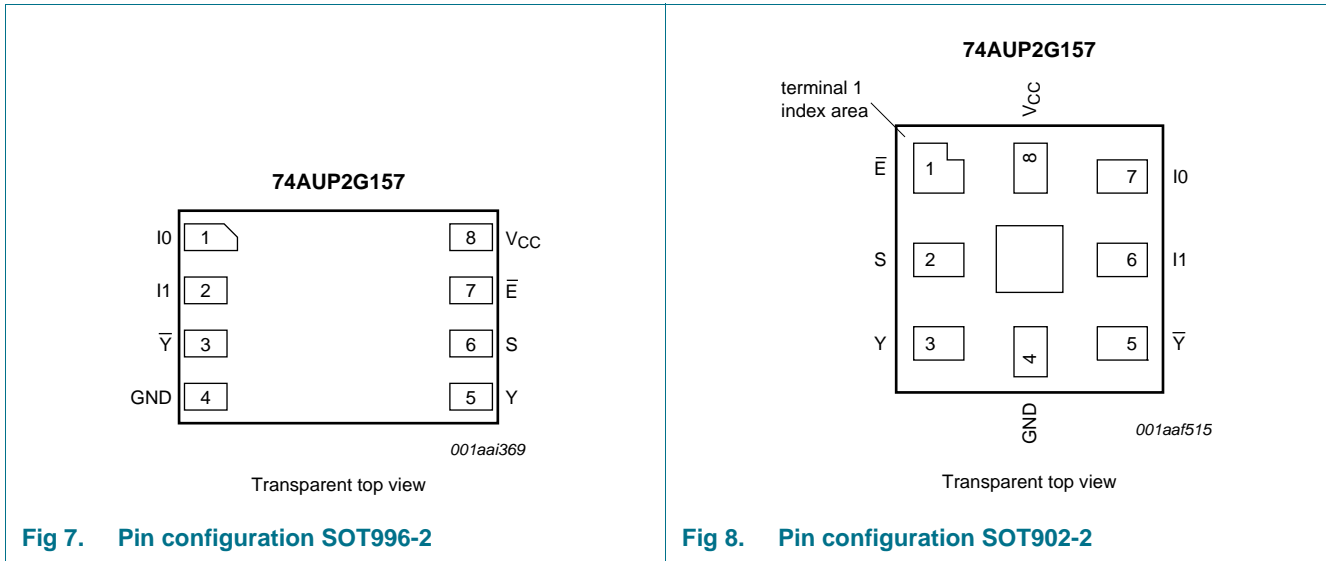 74AUP2G157
I0 1 8 VCC
I1 2 7 E̅
Y̅ 3 6 S
GND 4 5 Y
001aai369
Transparent top view
Fig 7. Pin configuration SOT996-2
74AUP2G157
terminal 1
index area
VCC
E̅ 1 8 7 I0
S 2 6 I1
Y 3 4 5 Y̅
GND
001aaf515
Transparent top view
Fig 8. Pin configuration SOT902-2